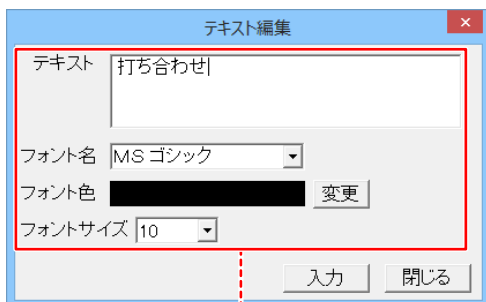 テキスト編集
テキスト 打ち合わせ
フォント名 MS ゴシック
フォント色 変更
フォントサイズ 10
入力 閉じる